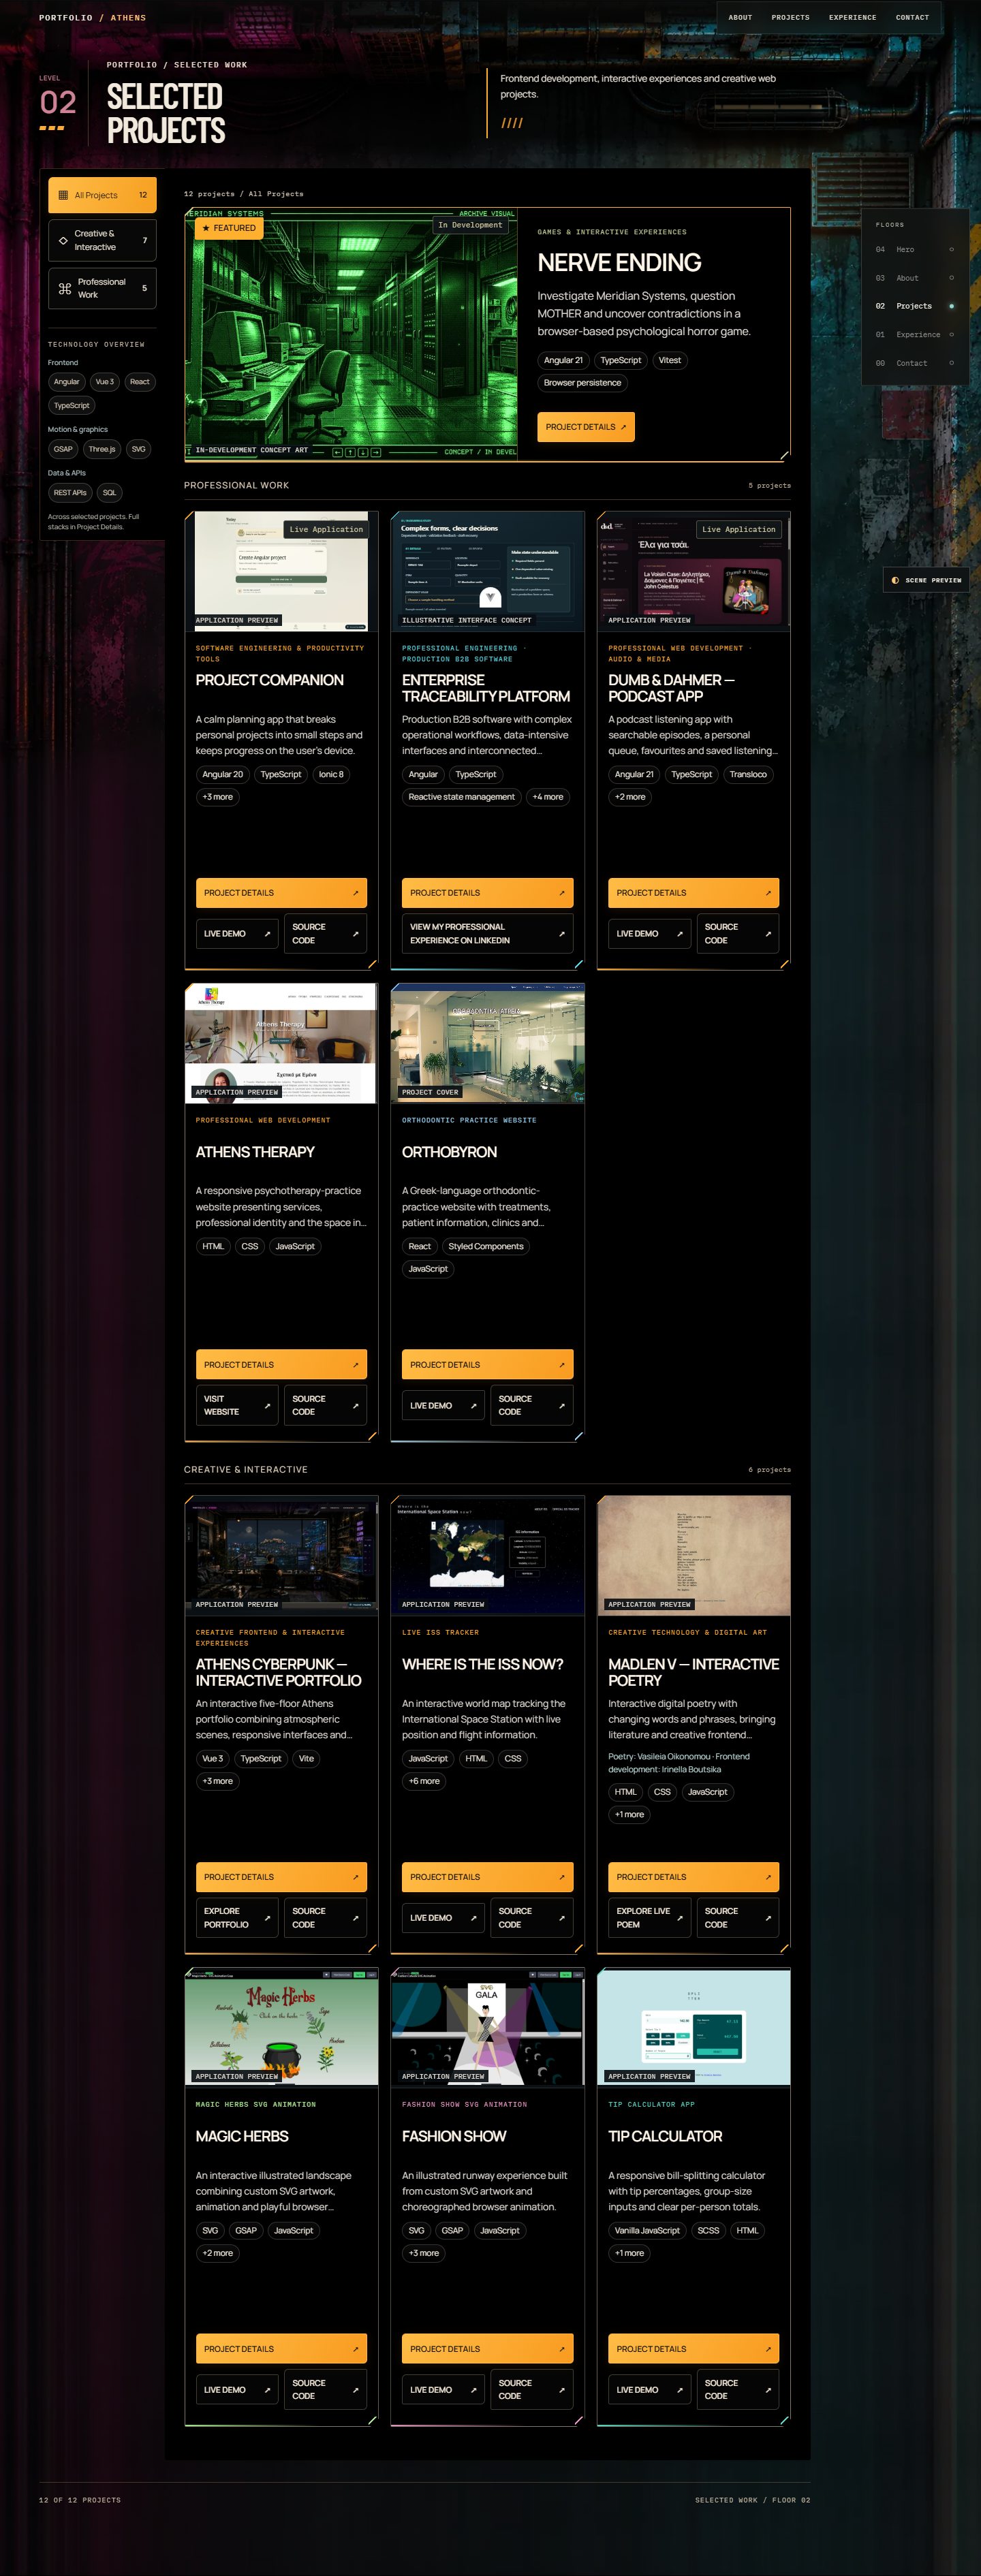 PORTFOLIO / ATHENS
ABOUT PROJECTS EXPERIENCE CONTACT
LEVEL
02
PORTFOLIO / SELECTED WORK
SELECTED
PROJECTS
Frontend development, interactive experiences and creative web
projects.
////
All Projects 12
Creative &
Interactive
7
Professional
Work
5
TECHNOLOGY OVERVIEW
Frontend
Angular Vue 3 React
TypeScript
Motion & graphics
GSAP Three.js SVG
Data & APIs
REST APIs SQL
Across selected projects. Full
stacks in Project Details.
FLOORS
04 Hero
03 About
02 Projects
01 Experience
00 Contact
SCENE PREVIEW
12 projects / All Projects
ERIDIAN SYSTEMS
ARCHIVE VISUAL
★ FEATURED
In Development
IN-DEVELOPMENT CONCEPT ART
CONCEPT / IN DEVEL
GAMES & INTERACTIVE EXPERIENCES
NERVE ENDING
Investigate Meridian Systems, question
MOTHER and uncover contradictions in a
browser-based psychological horror game.
Angular 21 TypeScript Vitest
Browser persistence
PROJECT DETAILS ↗
PROFESSIONAL WORK
5 projects
Today
Live Application
Create Angular project
APPLICATION PREVIEW
SOFTWARE ENGINEERING & PRODUCTIVITY
TOOLS
PROJECT COMPANION
A calm planning app that breaks
personal projects into small steps and
keeps progress on the user's device.
Angular 20 TypeScript Ionic 8
+3 more
PROJECT DETAILS ↗
LIVE DEMO ↗
SOURCE
CODE ↗
Complex forms, clear decisions
Make state understandable
ILLUSTRATIVE INTERFACE CONCEPT
PROFESSIONAL ENGINEERING ·
PRODUCTION B2B SOFTWARE
ENTERPRISE
TRACEABILITY PLATFORM
Production B2B software with complex
operational workflows, data-intensive
interfaces and interconnected…
Angular TypeScript
Reactive state management +4 more
PROJECT DETAILS ↗
VIEW MY PROFESSIONAL
EXPERIENCE ON LINKEDIN ↗
Live Application
Έλα για τσάι.
APPLICATION PREVIEW
PROFESSIONAL WEB DEVELOPMENT ·
AUDIO & MEDIA
DUMB & DAHMER —
PODCAST APP
A podcast listening app with
searchable episodes, a personal
queue, favourites and saved listening…
Angular 21 TypeScript Transloco
+2 more
PROJECT DETAILS ↗
LIVE DEMO ↗
SOURCE
CODE ↗
Athens Therapy
Athens Therapy
Σχετικά με Εμένα
APPLICATION PREVIEW
PROFESSIONAL WEB DEVELOPMENT
ATHENS THERAPY
A responsive psychotherapy-practice
website presenting services,
professional identity and the space in…
HTML CSS JavaScript
PROJECT DETAILS ↗
VISIT
WEBSITE ↗
SOURCE
CODE ↗
PROJECT COVER
ORTHODONTIC PRACTICE WEBSITE
ORTHOBYRON
A Greek-language orthodontic-
practice website with treatments,
patient information, clinics and…
React Styled Components
JavaScript
PROJECT DETAILS ↗
LIVE DEMO ↗
SOURCE
CODE ↗
CREATIVE & INTERACTIVE
6 projects
APPLICATION PREVIEW
CREATIVE FRONTEND & INTERACTIVE
EXPERIENCES
ATHENS CYBERPUNK —
INTERACTIVE PORTFOLIO
An interactive five-floor Athens
portfolio combining atmospheric
scenes, responsive interfaces and…
Vue 3 TypeScript Vite
+3 more
PROJECT DETAILS ↗
EXPLORE
PORTFOLIO ↗
SOURCE
CODE ↗
Where is the
International Space Station
APPLICATION PREVIEW
LIVE ISS TRACKER
WHERE IS THE ISS NOW?
An interactive world map tracking the
International Space Station with live
position and flight information.
JavaScript HTML CSS
+6 more
PROJECT DETAILS ↗
LIVE DEMO ↗
SOURCE
CODE ↗
APPLICATION PREVIEW
CREATIVE TECHNOLOGY & DIGITAL ART
MADLEN V — INTERACTIVE
POETRY
Interactive digital poetry with
changing words and phrases, bringing
literature and creative frontend…
Poetry: Vasileia Oikonomou · Frontend
development: Irinella Boutsika
HTML CSS JavaScript
+1 more
PROJECT DETAILS ↗
EXPLORE LIVE
POEM ↗
SOURCE
CODE ↗
Magic Herbs
Click on the herbs
APPLICATION PREVIEW
MAGIC HERBS SVG ANIMATION
MAGIC HERBS
An interactive illustrated landscape
combining custom SVG artwork,
animation and playful browser…
SVG GSAP JavaScript
+2 more
PROJECT DETAILS ↗
LIVE DEMO ↗
SOURCE
CODE ↗
GALA
APPLICATION PREVIEW
FASHION SHOW SVG ANIMATION
FASHION SHOW
An illustrated runway experience built
from custom SVG artwork and
choreographed browser animation.
SVG GSAP JavaScript
+3 more
PROJECT DETAILS ↗
LIVE DEMO ↗
SOURCE
CODE ↗
APPLICATION PREVIEW
TIP CALCULATOR APP
TIP CALCULATOR
A responsive bill-splitting calculator
with tip percentages, group-size
inputs and clear per-person totals.
Vanilla JavaScript SCSS HTML
+1 more
PROJECT DETAILS ↗
LIVE DEMO ↗
SOURCE
CODE ↗
12 OF 12 PROJECTS
SELECTED WORK / FLOOR 02